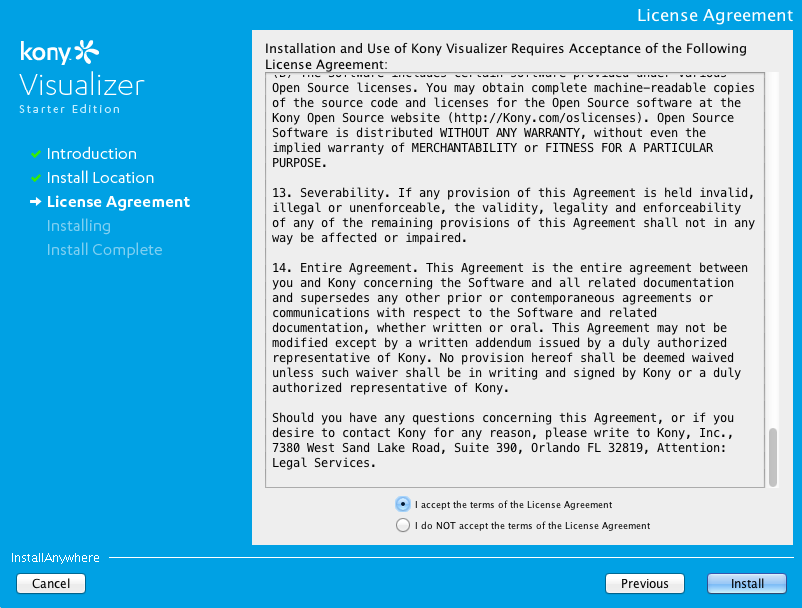 License Agreement
kony
Visualizer
Starter Edition
Introduction
Install Location
License Agreement
Installing
Install Complete
Installation and Use of Kony Visualizer Requires Acceptance of the Following
License Agreement:
(b) The Software includes certain software provided under various
Open Source licenses. You may obtain complete machine-readable copies
of the source code and licenses for the Open Source software at the
Kony Open Source website (http://Kony.com/oslicenses). Open Source
Software is distributed WITHOUT ANY WARRANTY, without even the
implied warranty of MERCHANTABILITY or FITNESS FOR A PARTICULAR
PURPOSE.
13. Severability. If any provision of this Agreement is held invalid,
illegal or unenforceable, the validity, legality and enforceability
of any of the remaining provisions of this Agreement shall not in any
way be affected or impaired.
14. Entire Agreement. This Agreement is the entire agreement between
you and Kony concerning the Software and all related documentation
and supersedes any other prior or contemporaneous agreements or
communications with respect to the Software and related
documentation, whether written or oral. This Agreement may not be
modified except by a written addendum issued by a duly authorized
representative of Kony. No provision hereof shall be deemed waived
unless such waiver shall be in writing and signed by Kony or a duly
authorized representative of Kony.
Should you have any questions concerning this Agreement, or if you
desire to contact Kony for any reason, please write to Kony, Inc.,
7380 West Sand Lake Road, Suite 390, Orlando FL 32819, Attention:
Legal Services.
I accept the terms of the License Agreement
I do NOT accept the terms of the License Agreement
InstallAnywhere
Cancel
Previous
Install